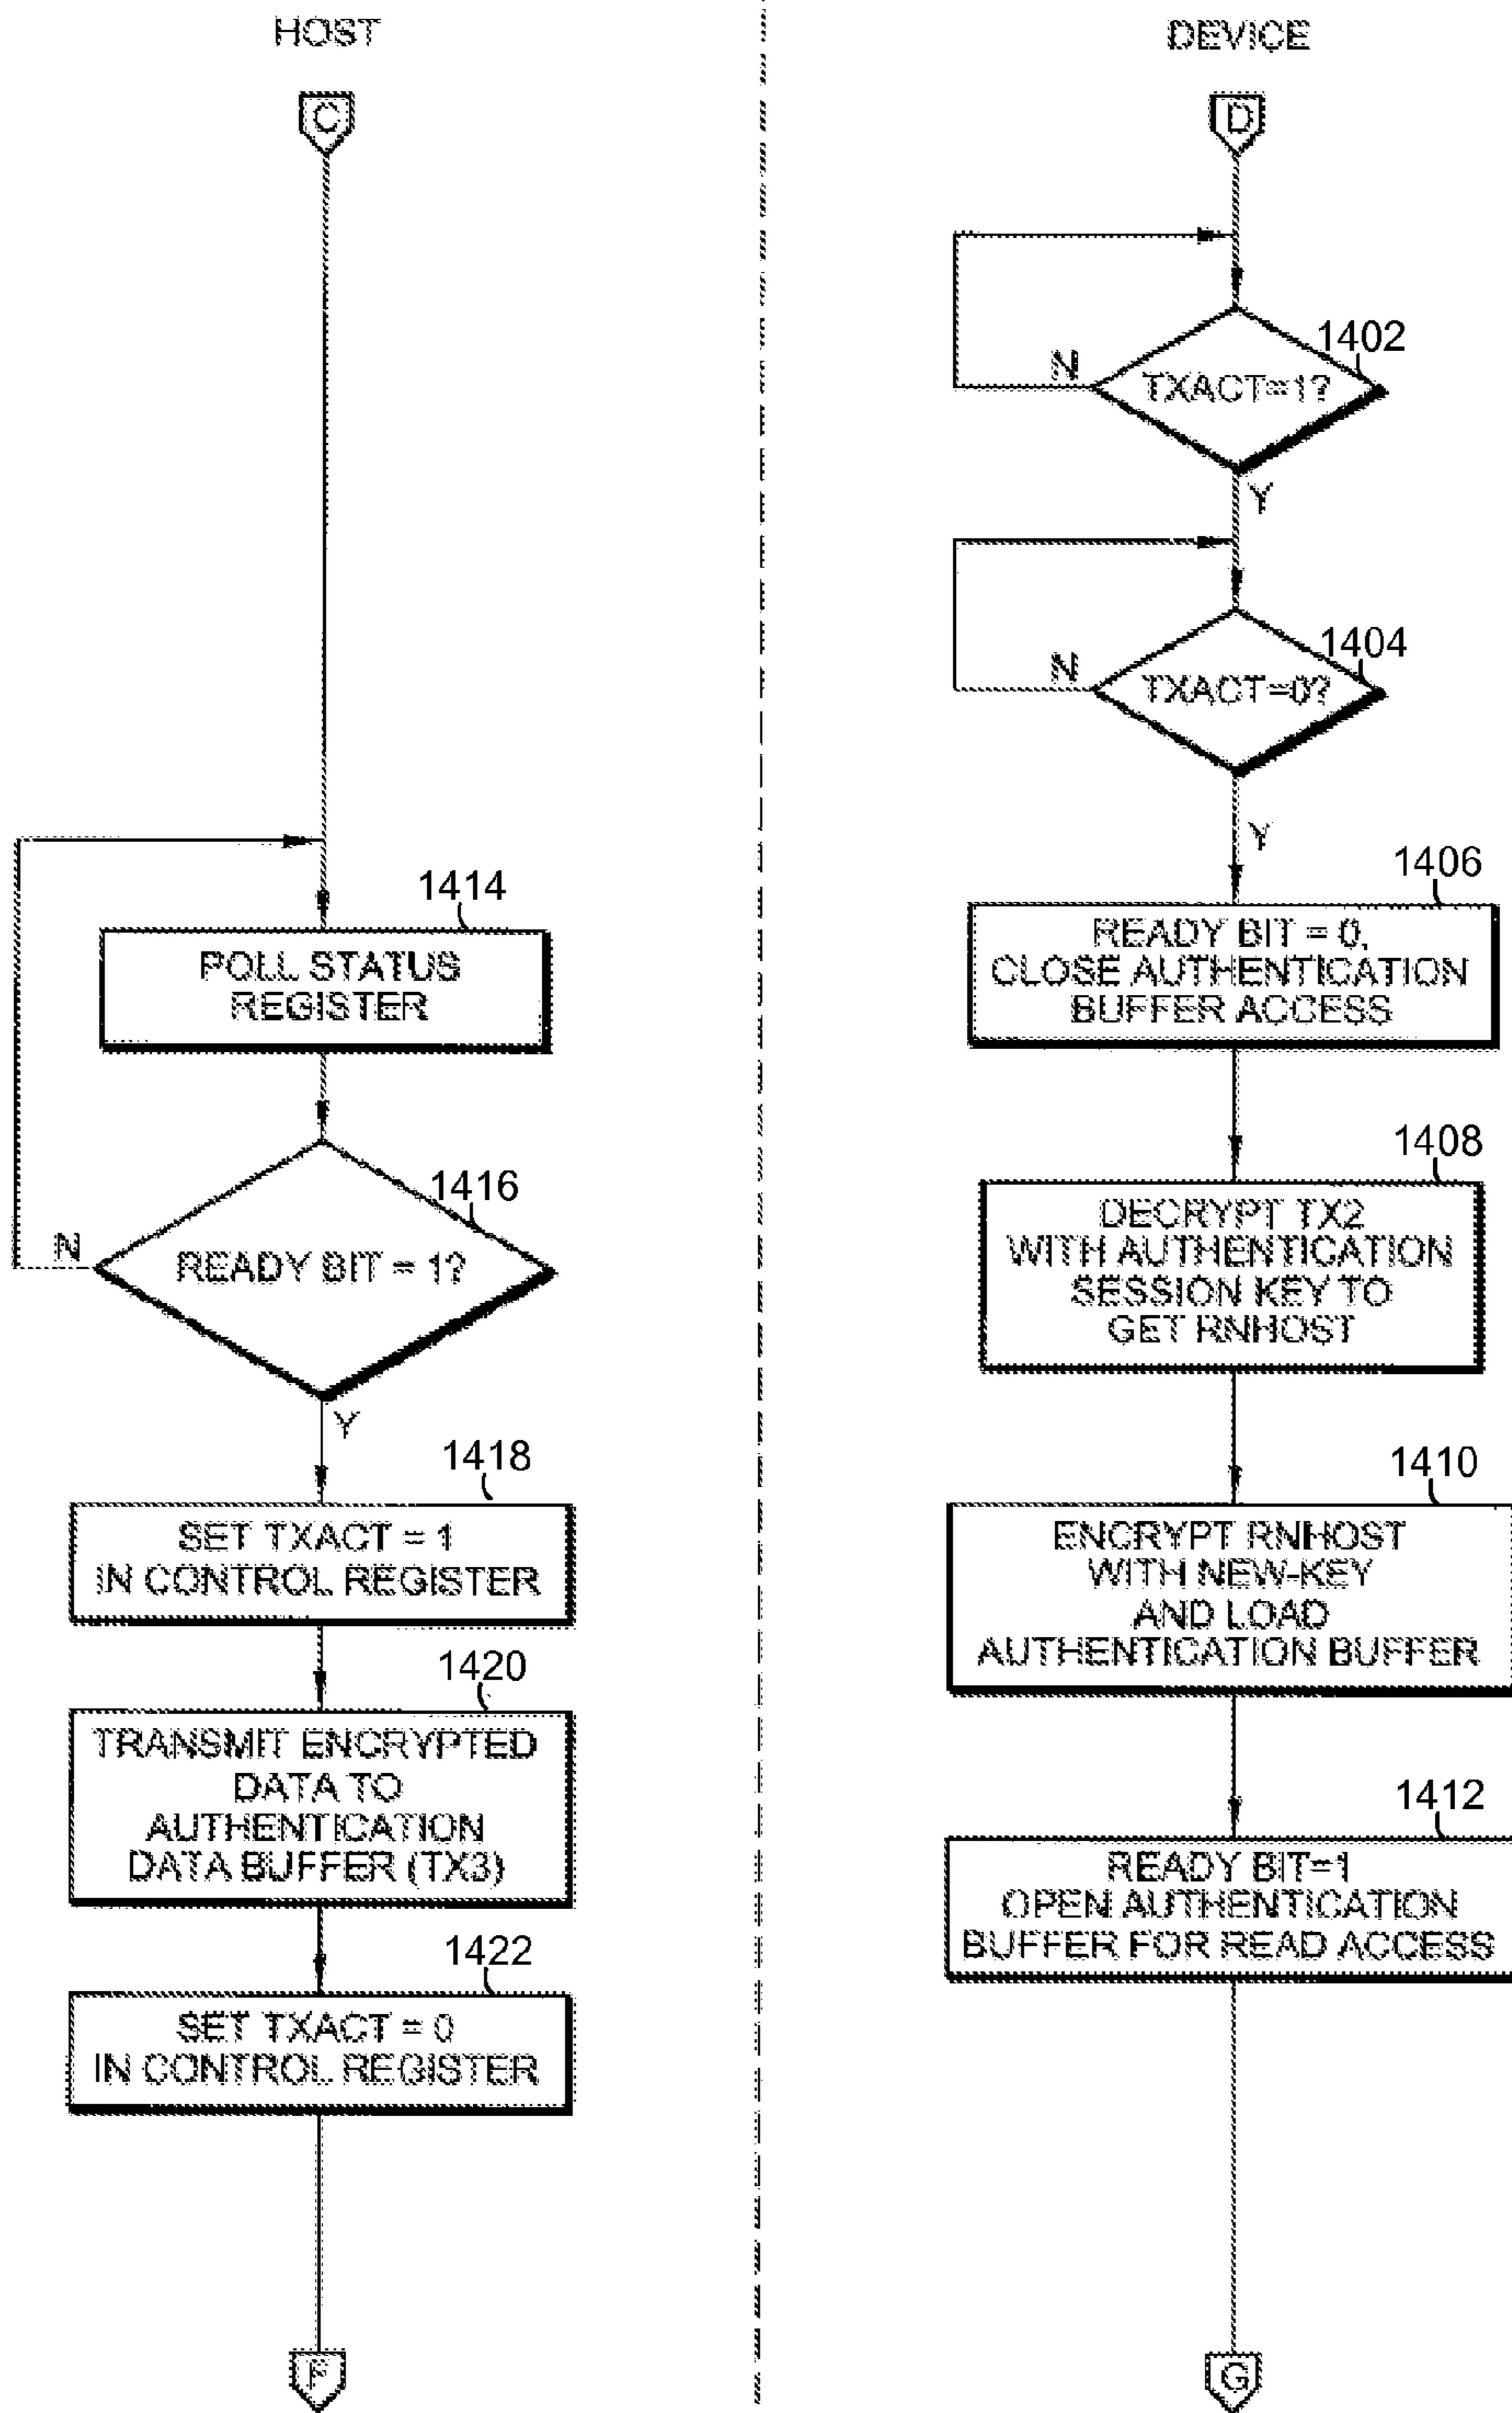 HOST
C
1414
POLL STATUS
REGISTER
1416
N
READY BIT = 1?
Y
1418
SET TXACT = 1
IN CONTROL REGISTER
1420
TRANSMIT ENCRYPTED
DATA TO
AUTHENTICATION
DATA BUFFER (TX3)
1422
SET TXACT = 0
IN CONTROL REGISTER
F
DEVICE
D
1402
N
TXACT=1?
Y
1404
N
TXACT=0?
Y
1406
READY BIT = 0,
CLOSE AUTHENTICATION
BUFFER ACCESS
1408
DECRYPT TX2
WITH AUTHENTICATION
SESSION KEY TO
GET RNHOST
1410
ENCRYPT RNHOST
WITH NEW-KEY
AND LOAD
AUTHENTICATION BUFFER
1412
READY BIT=1
OPEN AUTHENTICATION
BUFFER FOR READ ACCESS
G